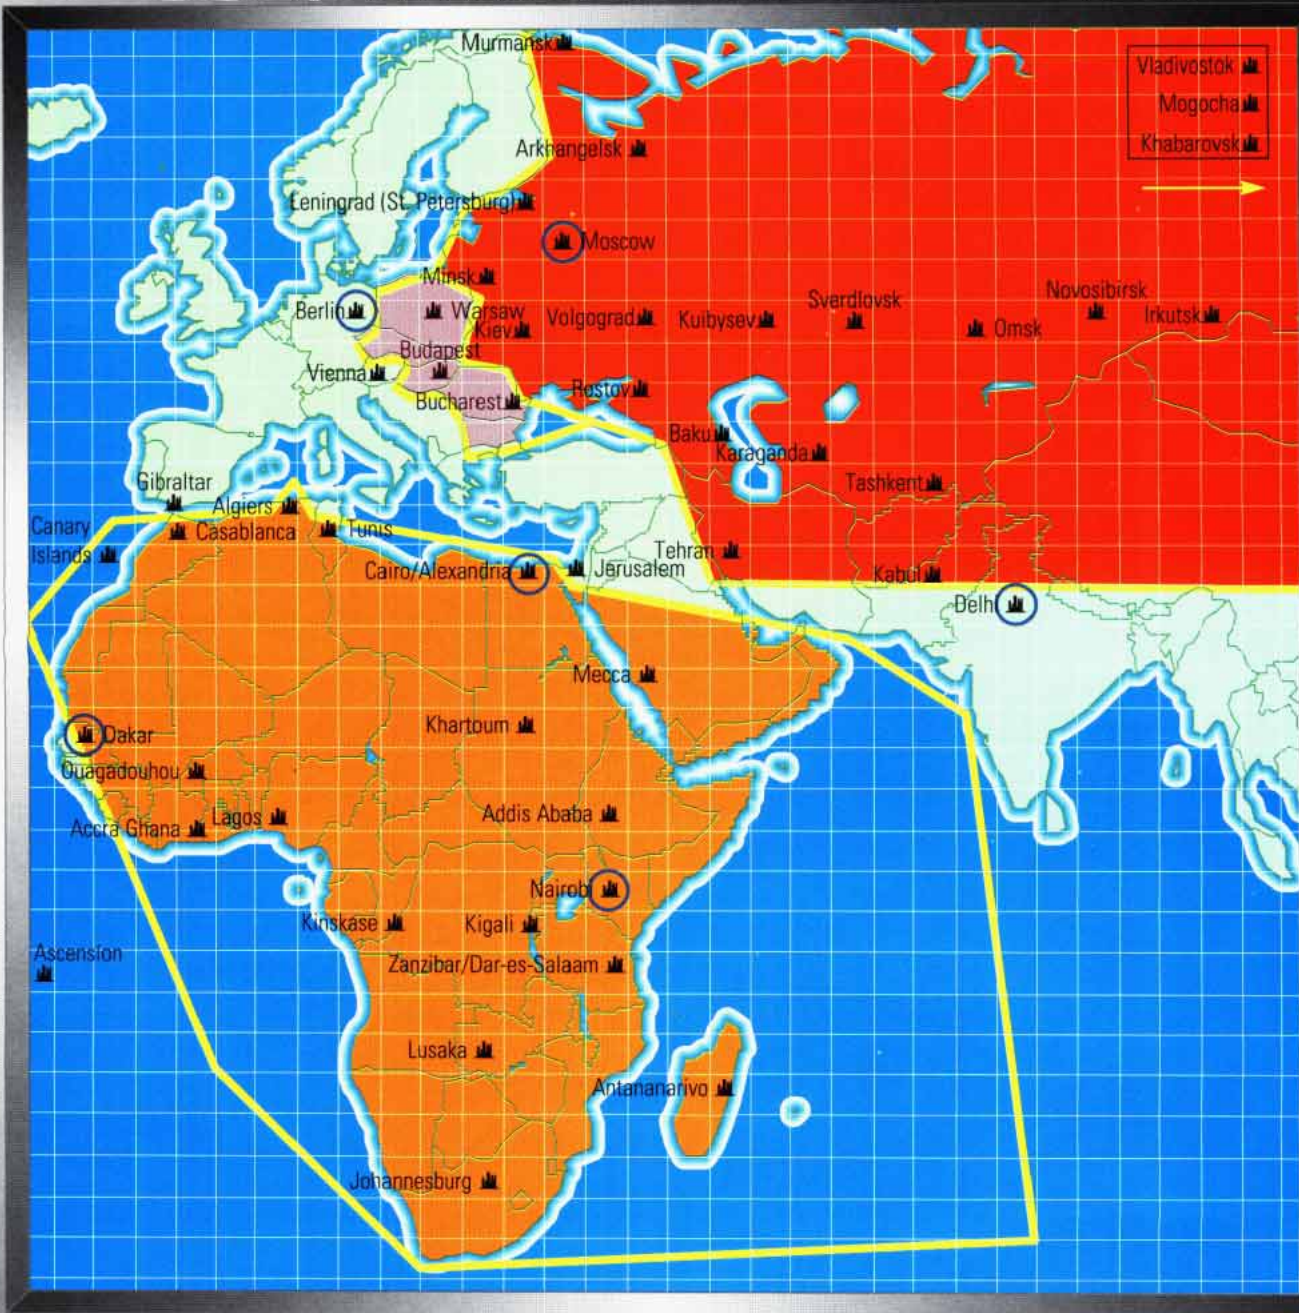 Murmansk
Vladivostok
Mogocha
Khabarovsk
Arkhangelsk
Leningrad (St. Petersburg)
Moscow
Minsk
Berlin
Warsaw
Kiev
Volgograd
Kuibysev
Sverdlovsk
Novosibirsk
Omsk
Irkutsk
Budapest
Vienna
Bucharest
Rostov
Baku
Karaganda
Tashkent
Gibraltar
Algiers
Casablanca
Tunis
Canary
Islands
Cairo/Alexandria
Jerusalem
Tehran
Kabul
Delhi
Mecca
Dakar
Khartoum
Ouagadouhou
Accra Ghana
Lagos
Addis Ababa
Nairobi
Kinskase
Kigali
Ascension
Zanzibar/Dar-es-Salaam
Lusaka
Antananarivo
Johannesburg